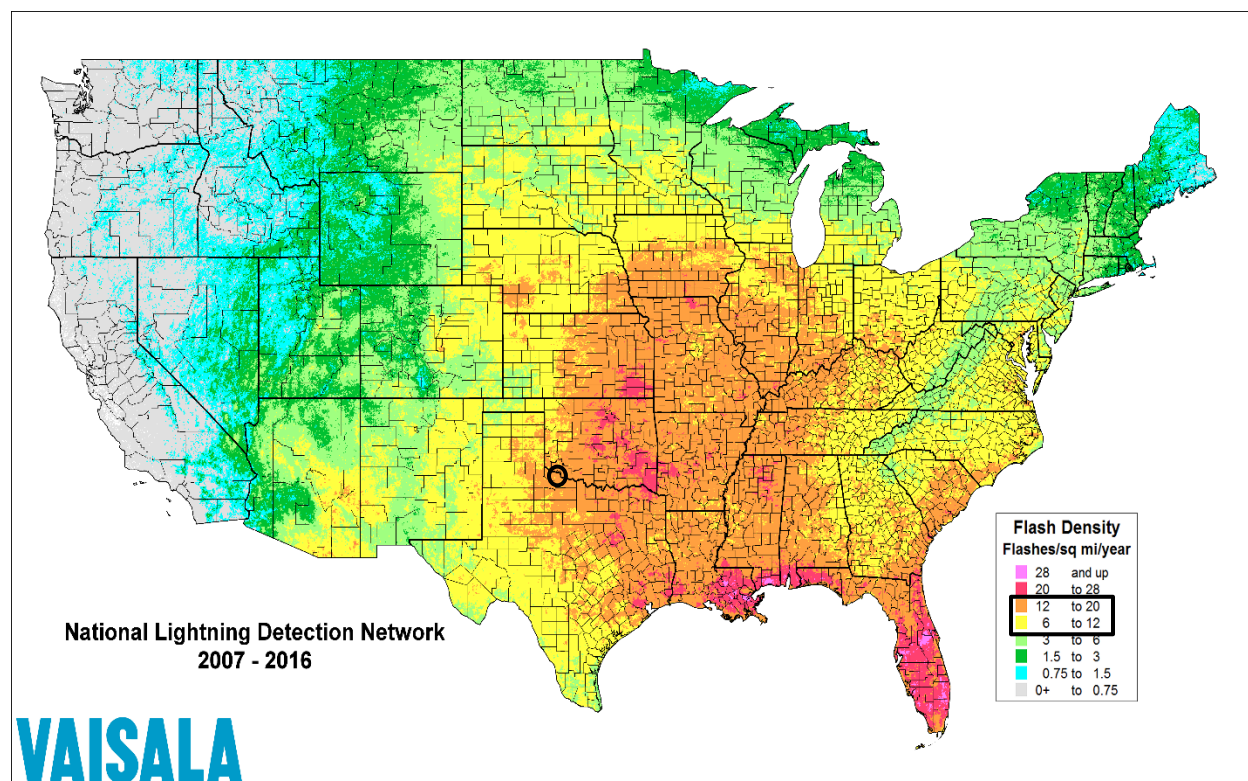 Flash Density
Flashes/sq mi/year
28 and up
20 to 28
12 to 20
6 to 12
3 to 6
1.5 to 3
0.75 to 1.5
0+ to 0.75
National Lightning Detection Network
2007 - 2016
VAISALA